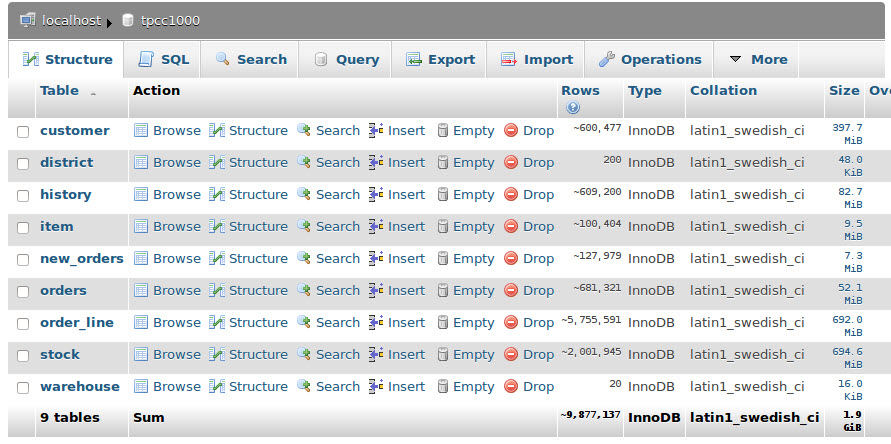 localhost ▸ tpcc1000
Structure SQL Search Query Export Import Operations More
Table Action Rows Type Collation Size Ov
customer Browse Structure Search Insert Empty Drop ~600,477 InnoDB latin1_swedish_ci 397.7 MiB
district Browse Structure Search Insert Empty Drop 200 InnoDB latin1_swedish_ci 48.0 KiB
history Browse Structure Search Insert Empty Drop ~609,200 InnoDB latin1_swedish_ci 82.7 MiB
item Browse Structure Search Insert Empty Drop ~100,404 InnoDB latin1_swedish_ci 9.5 MiB
new_orders Browse Structure Search Insert Empty Drop ~127,979 InnoDB latin1_swedish_ci 7.3 MiB
orders Browse Structure Search Insert Empty Drop ~681,321 InnoDB latin1_swedish_ci 52.1 MiB
order_line Browse Structure Search Insert Empty Drop ~5,755,591 InnoDB latin1_swedish_ci 692.0 MiB
stock Browse Structure Search Insert Empty Drop ~2,001,945 InnoDB latin1_swedish_ci 694.6 MiB
warehouse Browse Structure Search Insert Empty Drop 20 InnoDB latin1_swedish_ci 16.0 KiB
9 tables Sum ~9,877,137 InnoDB latin1_swedish_ci 1.9 GiB